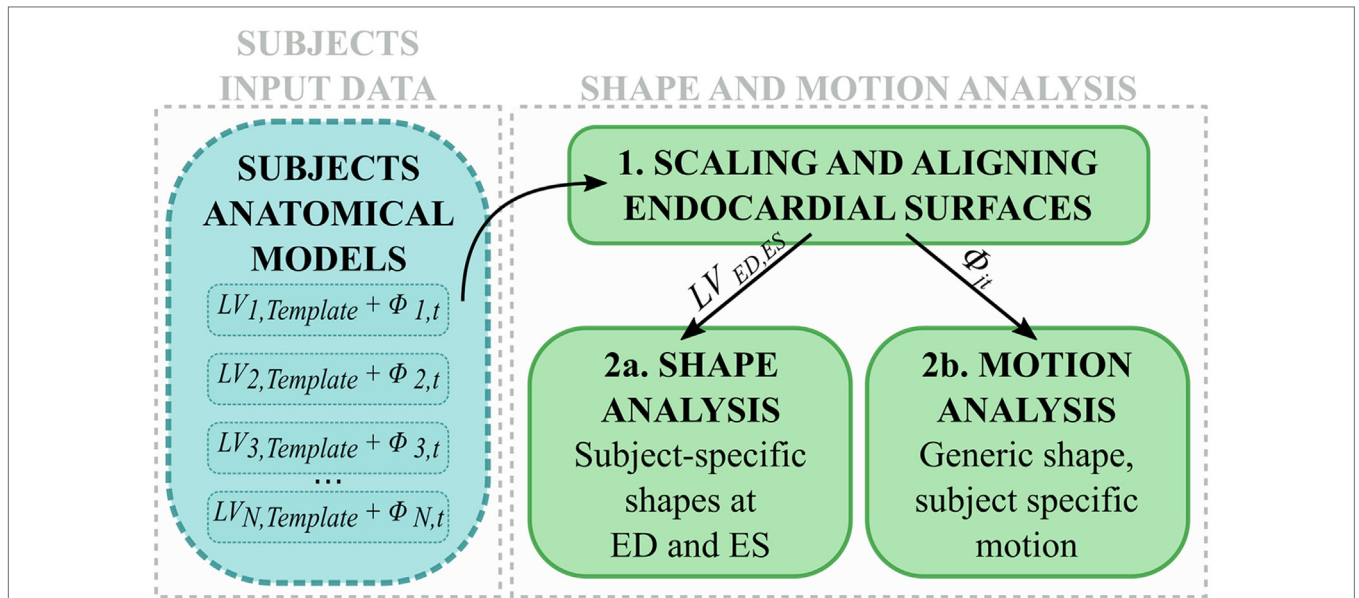 SUBJECTS
INPUT DATA
SUBJECTS
ANATOMICAL
MODELS
LV1,Template + Φ 1,t
LV2,Template + Φ 2,t
LV3,Template + Φ 3,t
...
LVN,Template + Φ N,t
SHAPE AND MOTION ANALYSIS
1. SCALING AND ALIGNING
ENDOCARDIAL SURFACES
LV ED,ES
Φjt
2a. SHAPE
ANALYSIS
Subject-specific
shapes at
ED and ES
2b. MOTION
ANALYSIS
Generic shape,
subject specific
motion